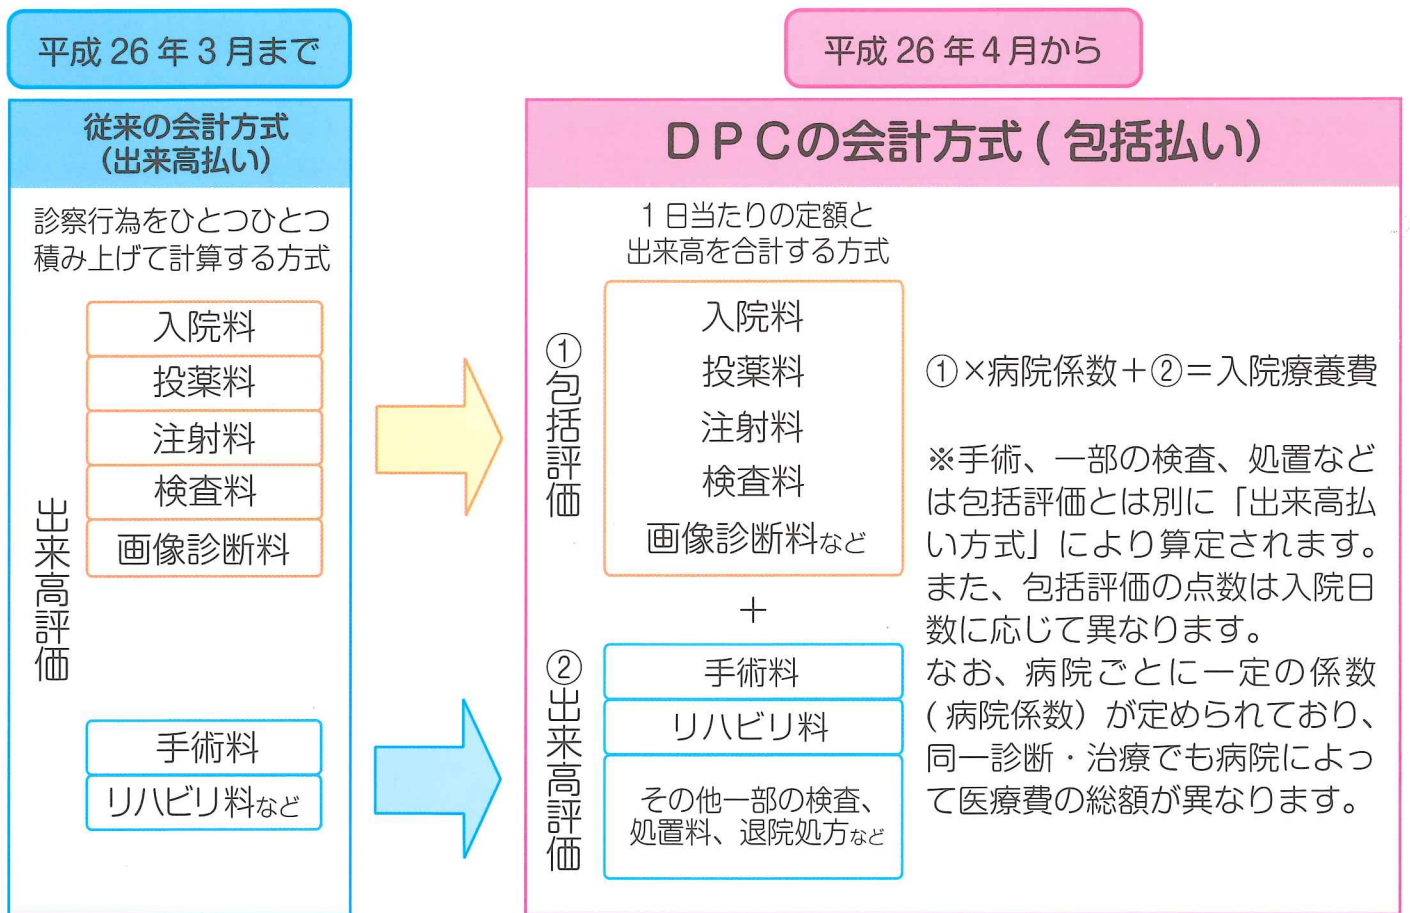 平成26年3月まで
従来の会計方式
(出来高払い)
診察行為をひとつひとつ
積み上げて計算する方式
出来高評価
入院料
投薬料
注射料
検査料
画像診断料
手術料
リハビリ料など
平成26年4月から
DPCの会計方式(包括払い)
1日当たりの定額と
出来高を合計する方式
①包括評価
入院料
投薬料
注射料
検査料
画像診断料など
+
②出来高評価
手術料
リハビリ料
その他一部の検査、
処置料、退院処方など
①×病院係数+②=入院療養費
※手術、一部の検査、処置など
は包括評価とは別に「出来高払
い方式」により算定されます。
また、包括評価の点数は入院日
数に応じて異なります。
なお、病院ごとに一定の係数
(病院係数)が定められており、
同一診断・治療でも病院によっ
て医療費の総額が異なります。